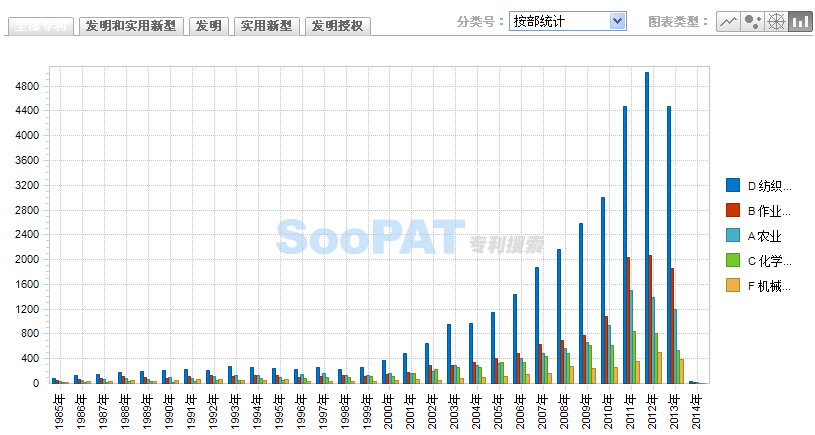 全部专利 发明和实用新型 发明 实用新型 发明授权 分类号： 按部统计 图表类型：
4800
4400
4000
3600
3200
2800
2400
2000
1600
1200
800
400
0
SooPAT 专利搜索
D 纺织...
B 作业...
A 农业
C 化学...
F 机械...
1985年 1986年 1987年 1988年 1989年 1990年 1991年 1992年 1993年 1994年 1995年 1996年 1997年 1998年 1999年 2000年 2001年 2002年 2003年 2004年 2005年 2006年 2007年 2008年 2009年 2010年 2011年 2012年 2013年 2014年